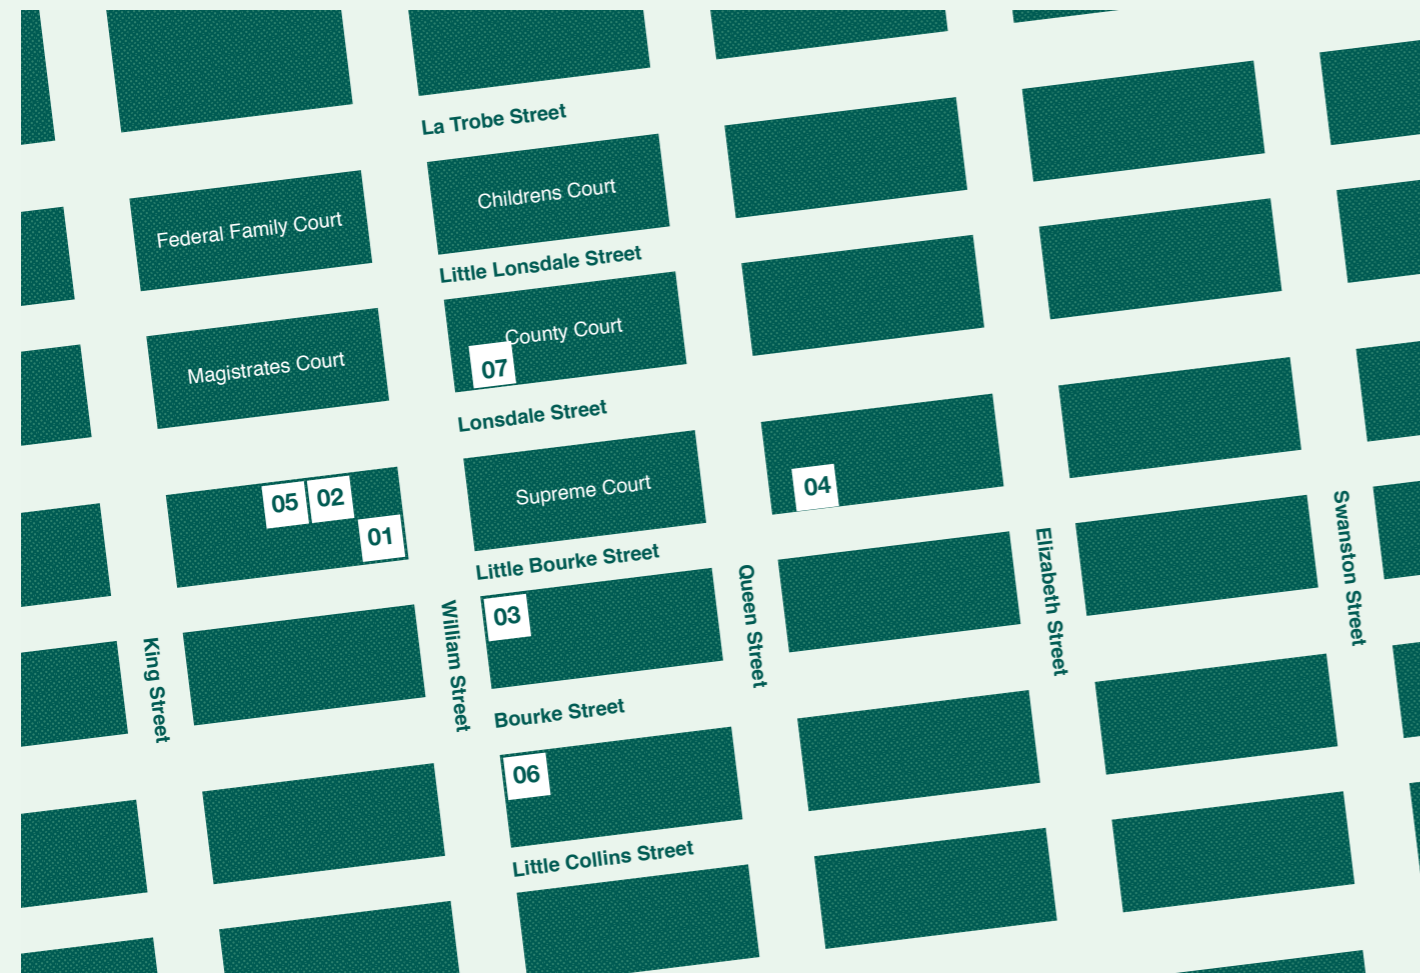 La Trobe Street
Childrens Court
Federal Family Court
Little Lonsdale Street
County Court
07
Magistrates Court
Lonsdale Street
Supreme Court
04
05
02
01
Little Bourke Street
03
King Street
William Street
Queen Street
Elizabeth Street
Swanston Street
Bourke Street
06
Little Collins Street